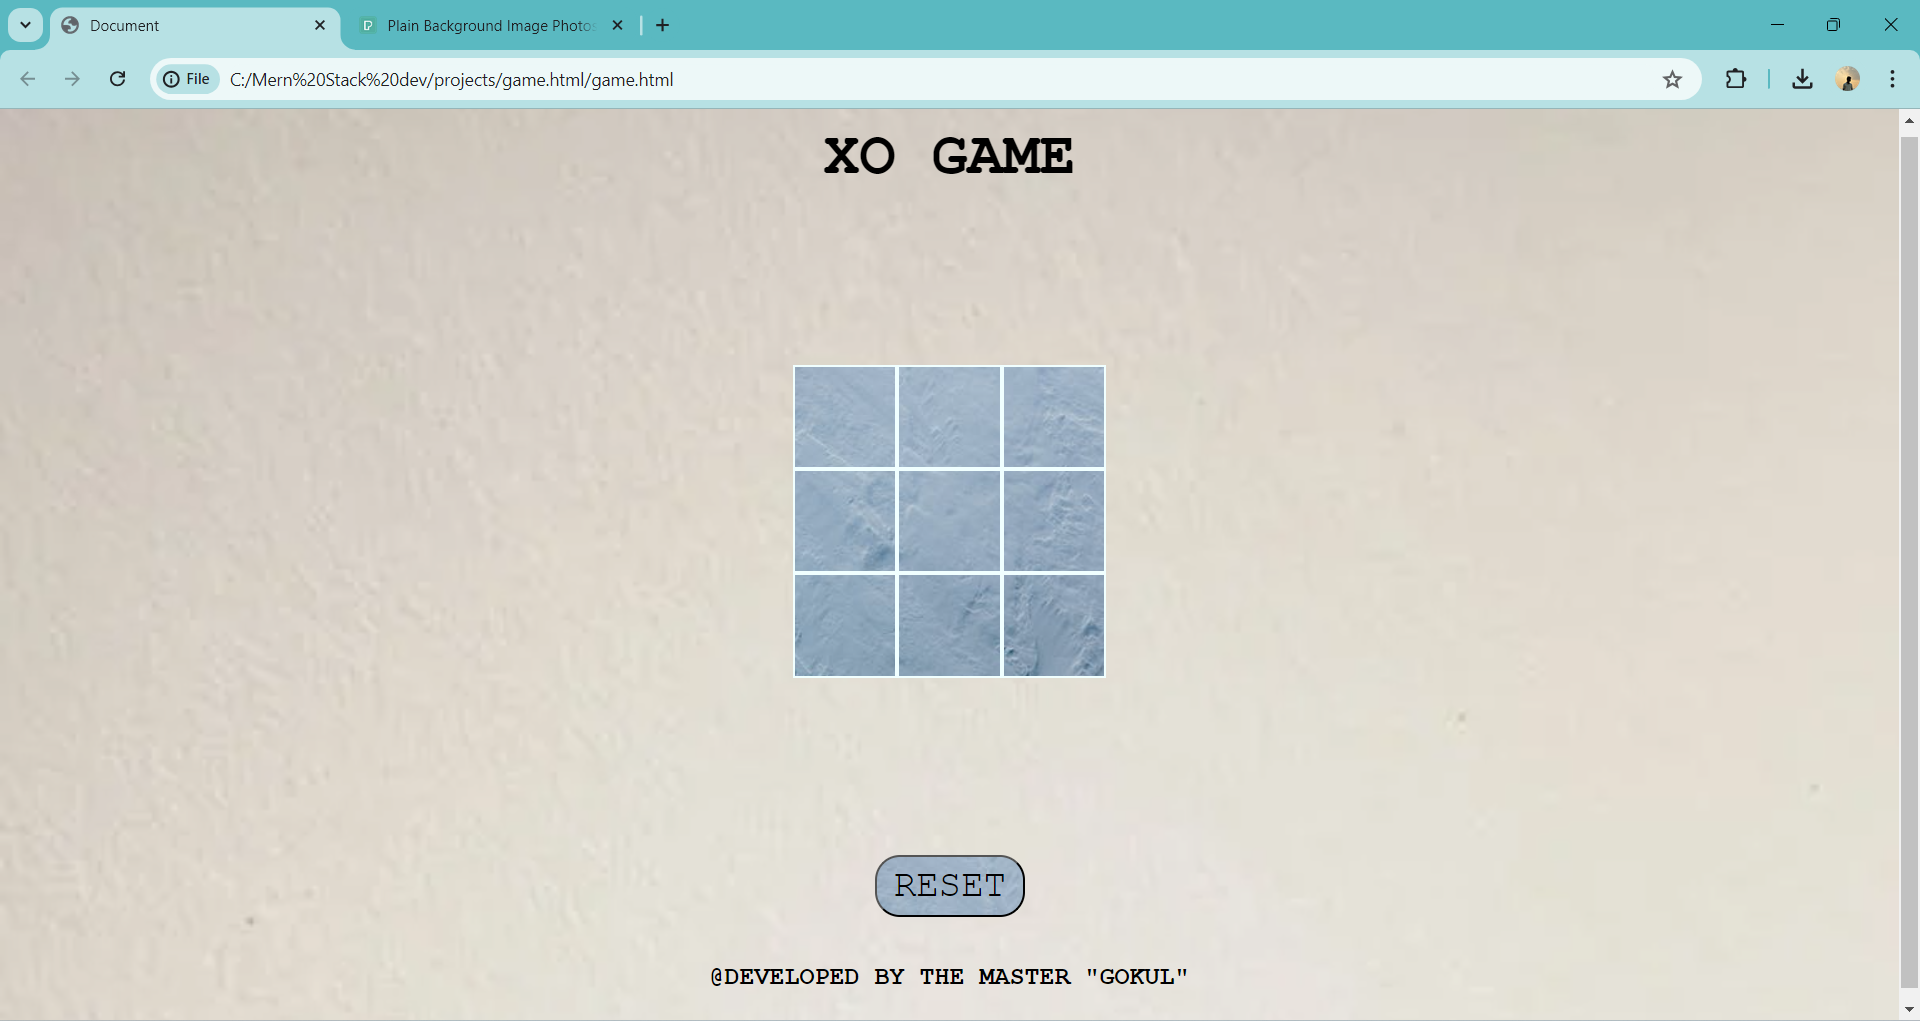 Document
Plain Background Image Photos
File
C:/Mern%20Stack%20dev/projects/game.html/game.html
XO GAME
RESET
@DEVELOPED BY THE MASTER "GOKUL"